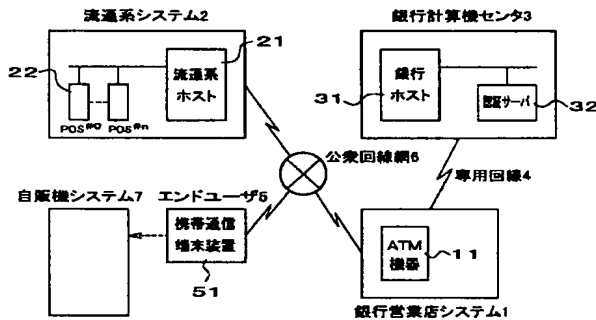 流通系システム2
22
POS#0
POS#n
流通系
ホスト
21
銀行計算機センタ3
銀行
ホスト
31
認証サーバ
32
公衆回線網6
専用回線4
自販機システム7
エンドユーザ5
携帯通信
端末装置
51
ATM
機器
11
銀行営業店システム1